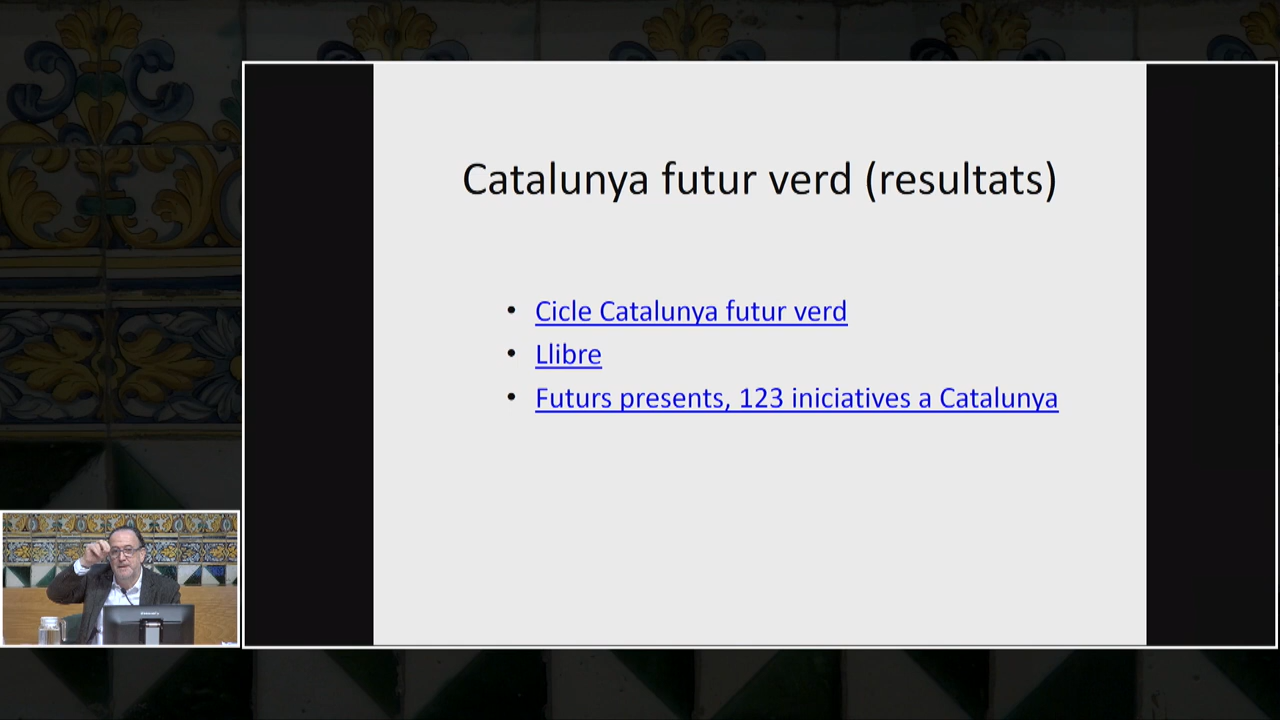 Catalunya futur verd (resultats)
• Cicle Catalunya futur verd
• Llibre
• Futurs presents, 123 iniciatives a Catalunya